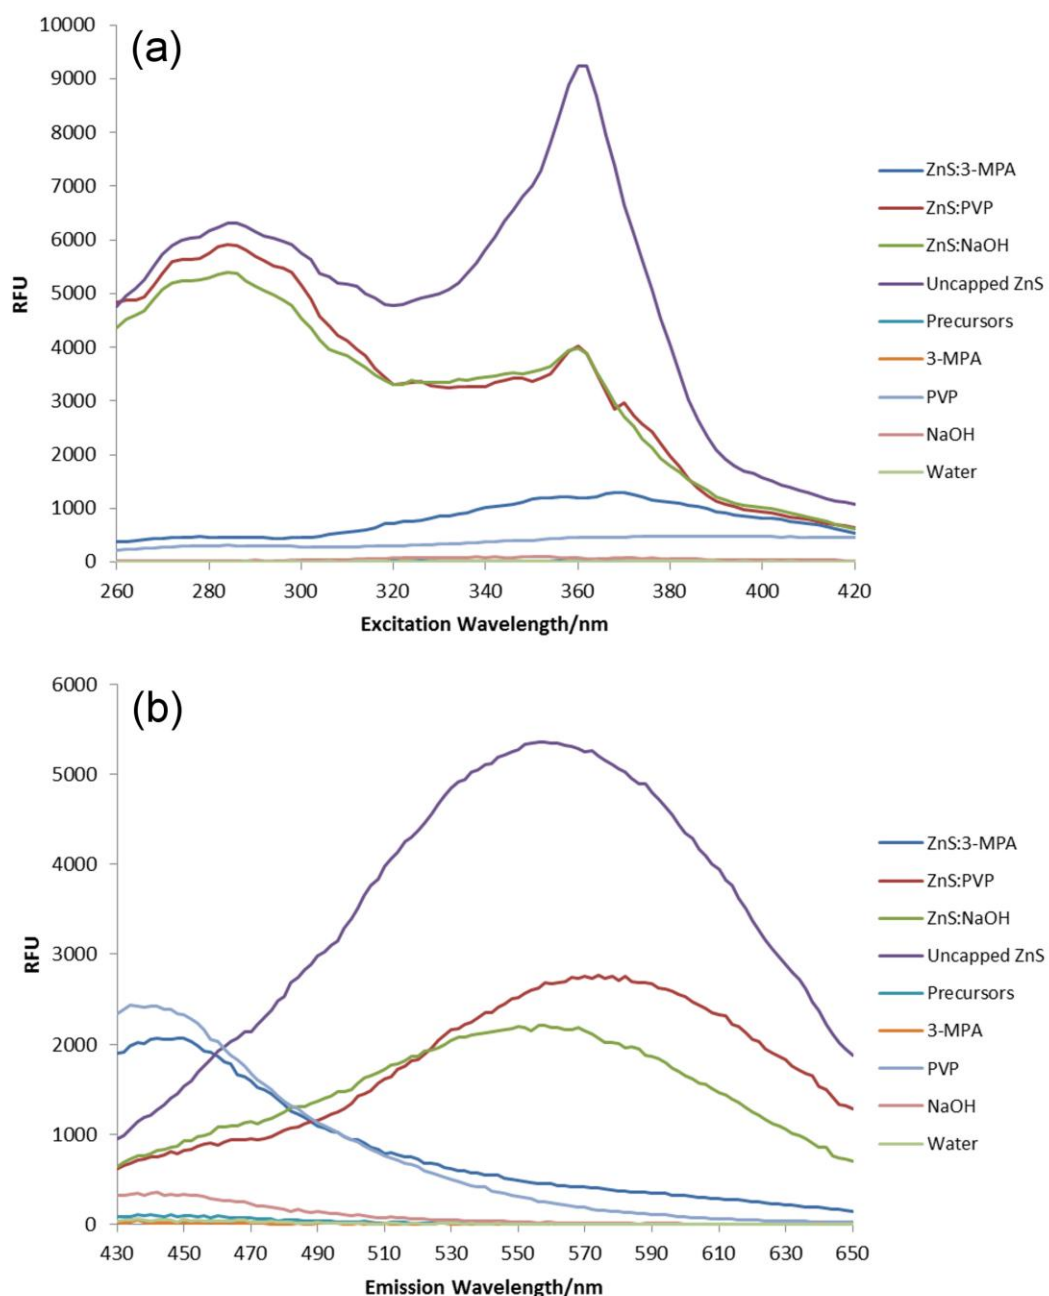 (a)
10000
9000
8000
7000
6000
5000
4000
3000
2000
1000
0
RFU
260 280 300 320 340 360 380 400 420
Excitation Wavelength/nm
ZnS:3-MPA
ZnS:PVP
ZnS:NaOH
Uncapped ZnS
Precursors
3-MPA
PVP
NaOH
Water
(b)
6000
5000
4000
3000
2000
1000
0
RFU
430 450 470 490 510 530 550 570 590 610 630 650
Emission Wavelength/nm
ZnS:3-MPA
ZnS:PVP
ZnS:NaOH
Uncapped ZnS
Precursors
3-MPA
PVP
NaOH
Water